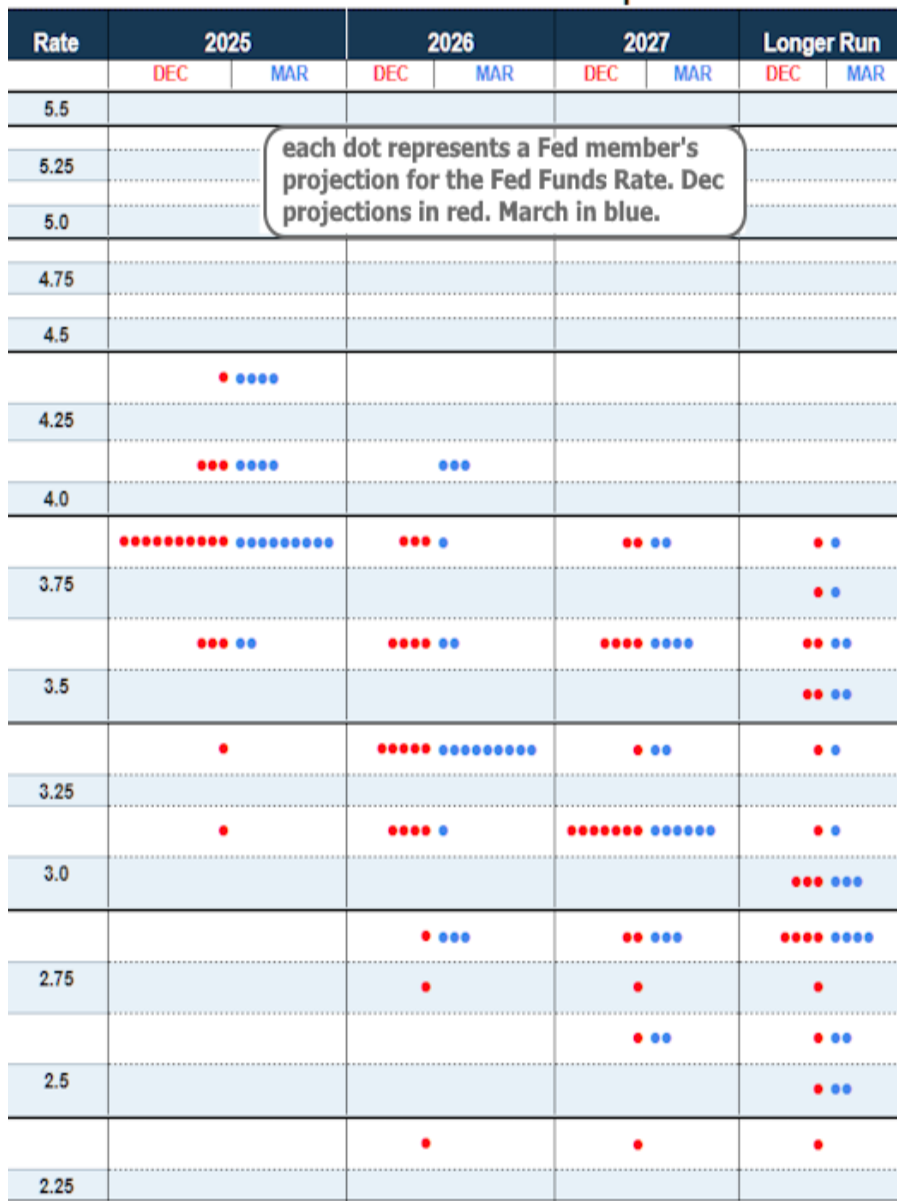 Rate 2025 2026 2027 Longer Run
DEC MAR DEC MAR DEC MAR DEC MAR
5.5
each dot represents a Fed member's
5.25
projection for the Fed Funds Rate. Dec
projections in red. March in blue.
5.0
4.75
4.5
4.25
4.0
3.75
3.5
3.25
3.0
2.75
2.5
2.25